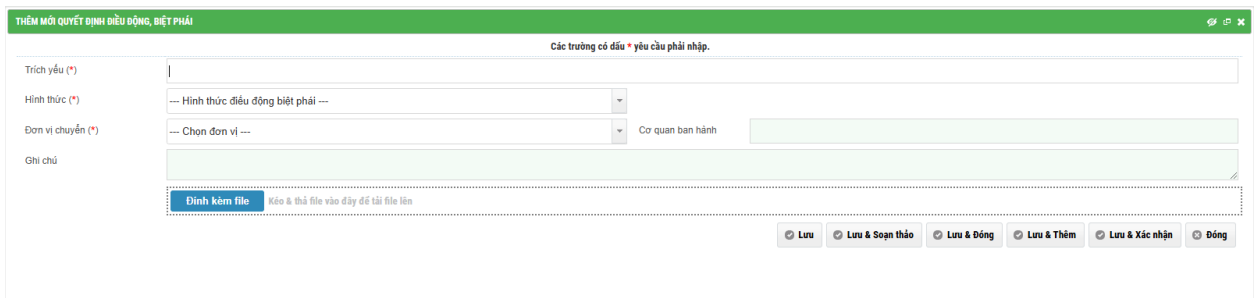 THÊM MỚI QUYẾT ĐỊNH ĐIỀU ĐỘNG, BIỆT PHÁI
Các trường có dấu * yêu cầu phải nhập.
Trích yếu (*)
Hình thức (*) --- Hình thức điều động biệt phái ---
Đơn vị chuyển (*) --- Chọn đơn vị --- Cơ quan ban hành
Ghi chú
Đính kèm file Kéo & thả file vào đây để tải file lên
Lưu Lưu & Soạn thảo Lưu & Đóng Lưu & Thêm Lưu & Xác nhận Đóng